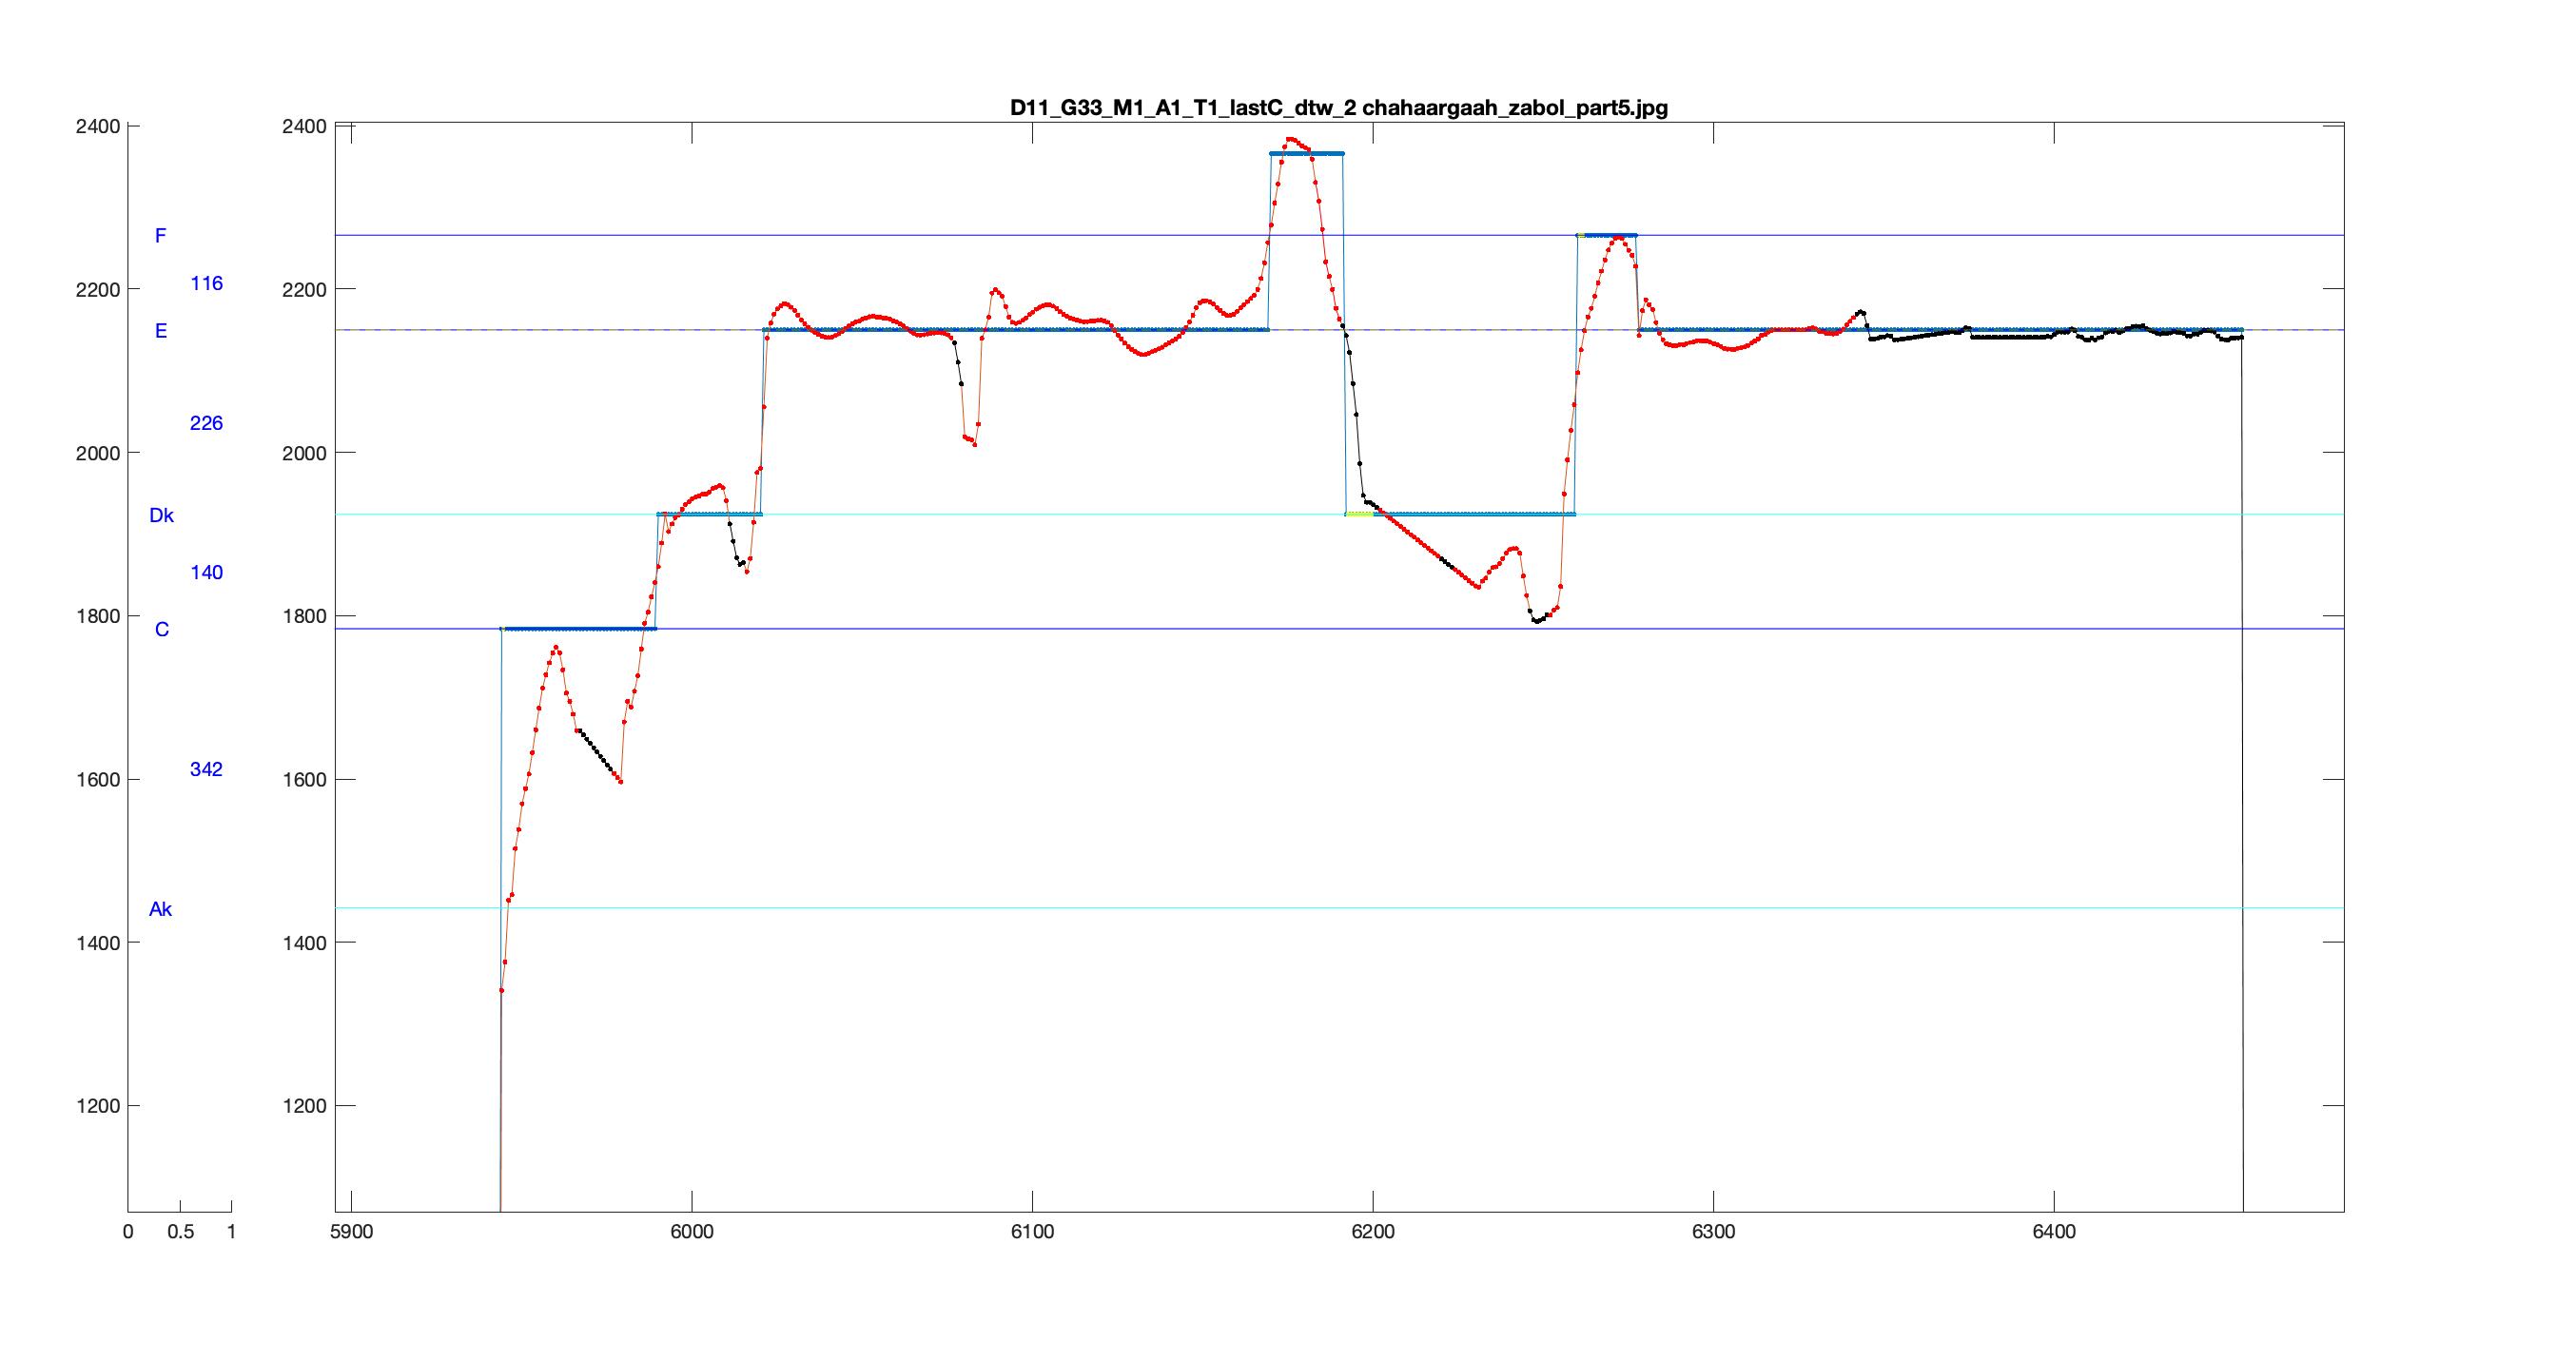 D11_G33_M1_A1_T1_lastC_dtw_2 chahaargaah_zabol_part5.jpg
2400 2400
F
116
2200 2200
E
226
2000 2000
Dk
140
1800 1800
C
342
1600 1600
Ak
1400 1400
1200 1200
0 0.5 1 5900 6000 6100 6200 6300 6400